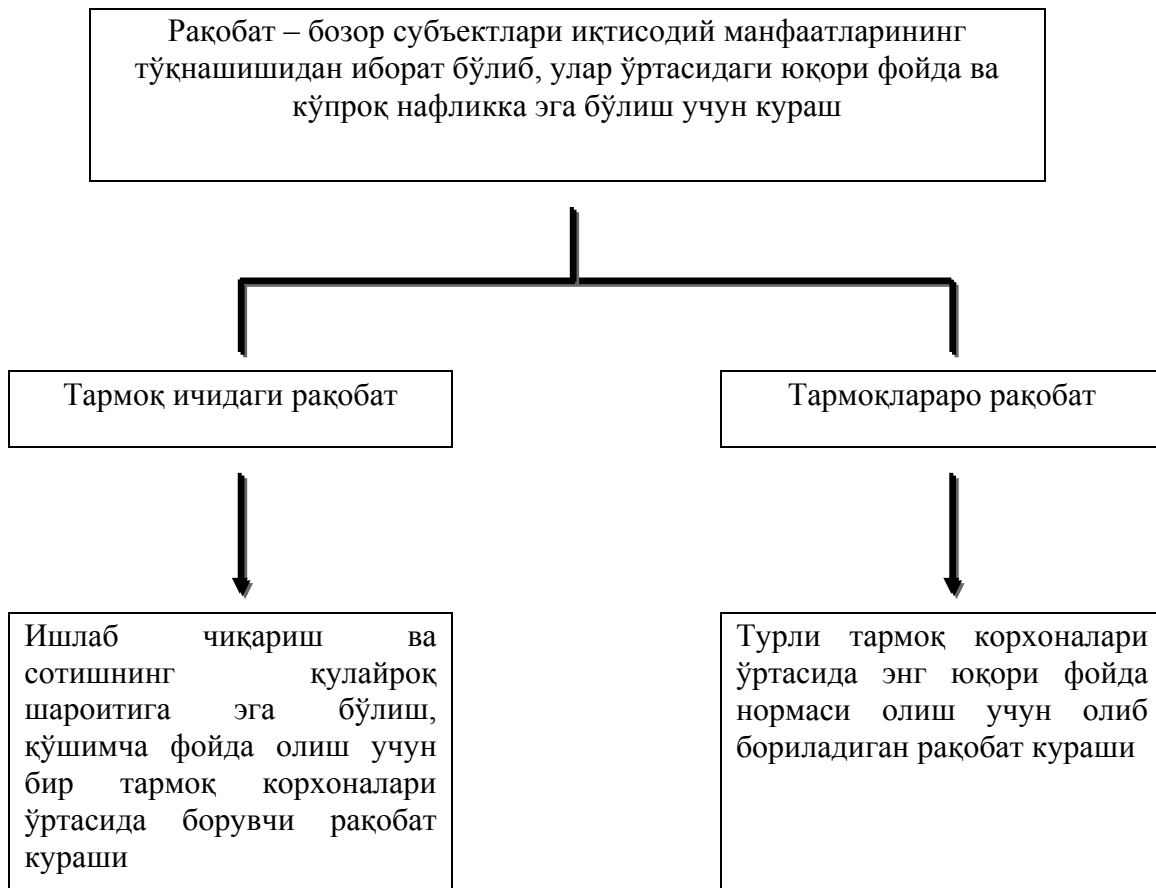 Рақобат – бозор субъектлари иқтисодий манфаатларининг
тўқнашишидан иборат бўлиб, улар ўртасидаги юқори фойда ва
кўпроқ нафликка эга бўлиш учун кураш
Тармоқ ичидаги рақобат
Тармоқлараро рақобат
Ишлаб чиқариш ва
сотишнинг қулайроқ
шароитига эга бўлиш,
қўшимча фойда олиш учун
бир тармоқ корхоналари
ўртасида борувчи рақобат
кураши
Турли тармоқ корхоналари
ўртасида энг юқори фойда
нормаси олиш учун олиб
бориладиган рақобат кураши